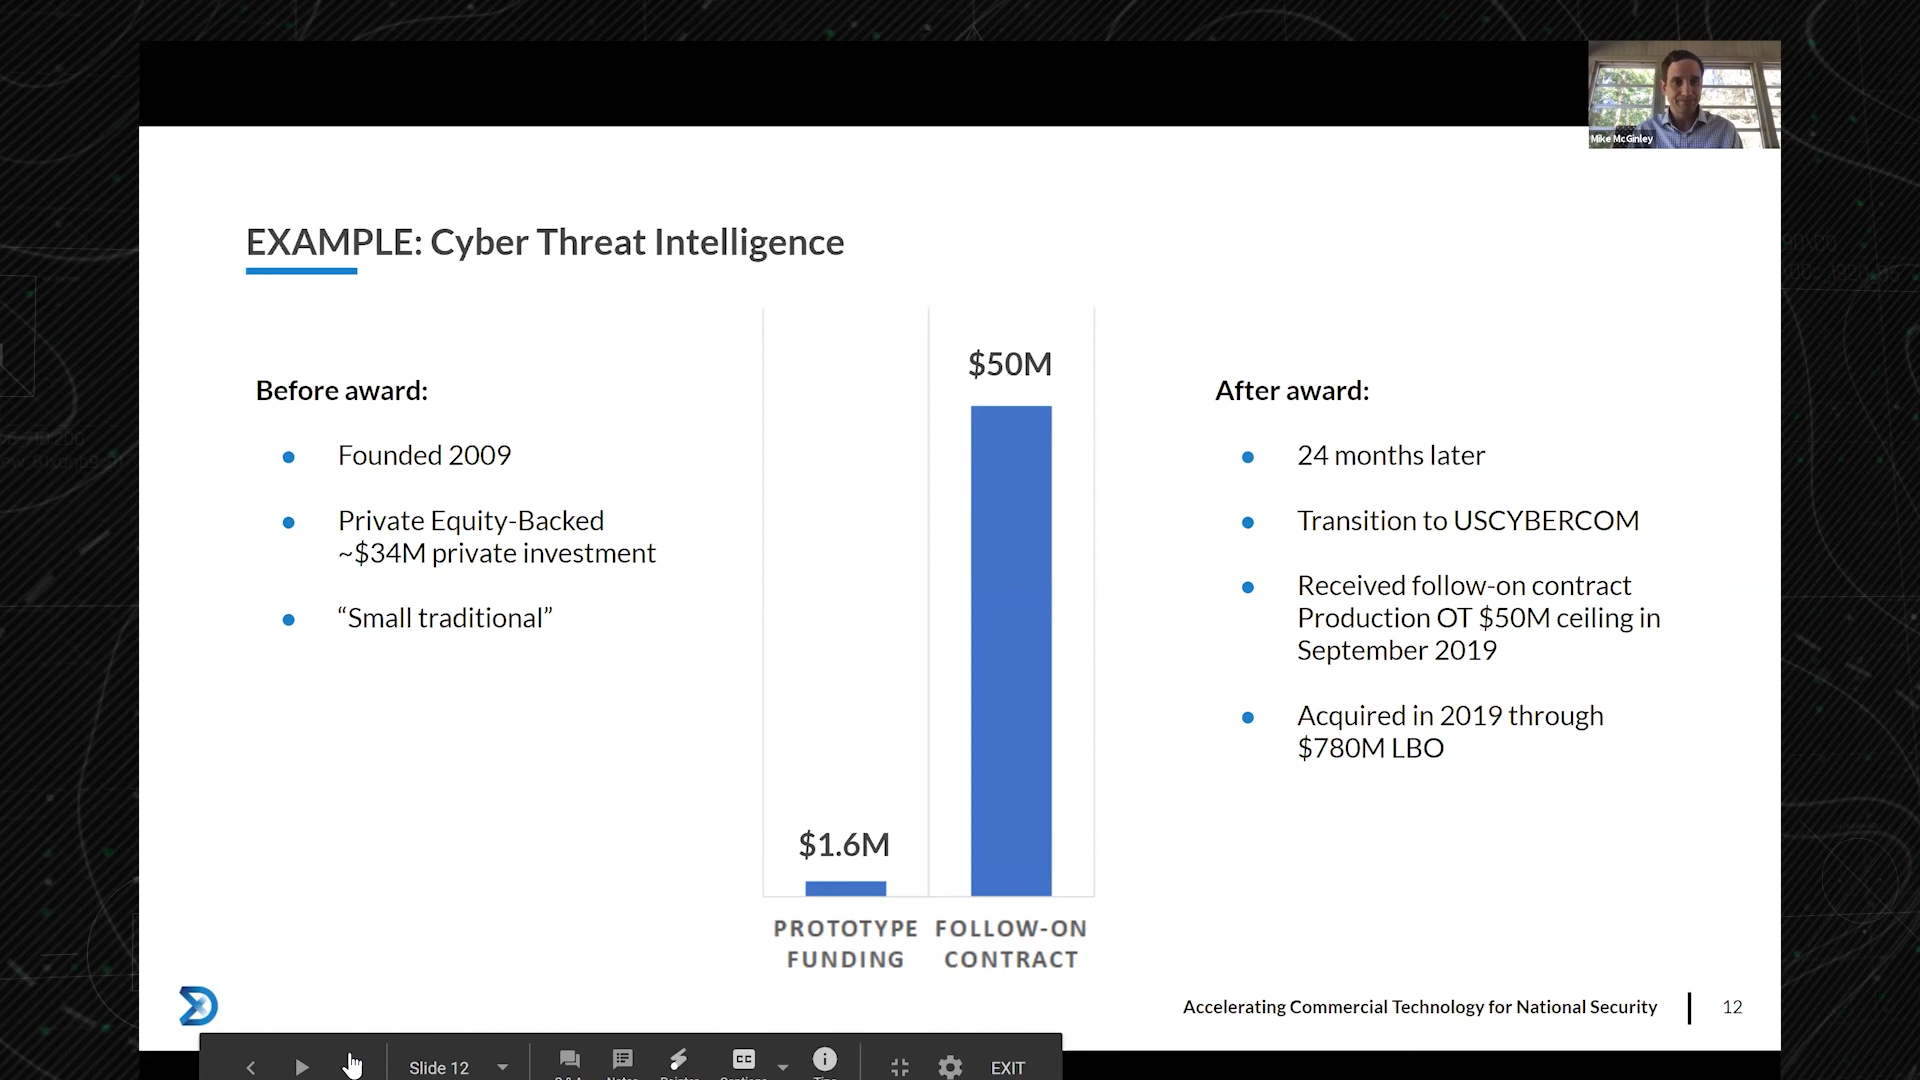 Mike McGinley
EXAMPLE: Cyber Threat Intelligence
Before award:
Founded 2009
Private Equity-Backed
~$34M private investment
“Small traditional”
$1.6M
$50M
PROTOTYPE
FUNDING
FOLLOW-ON
CONTRACT
After award:
24 months later
Transition to USCYBERCOM
Received follow-on contract
Production OT $50M ceiling in
September 2019
Acquired in 2019 through
$780M LBO
Accelerating Commercial Technology for National Security
12
Slide 12
CC
EXIT